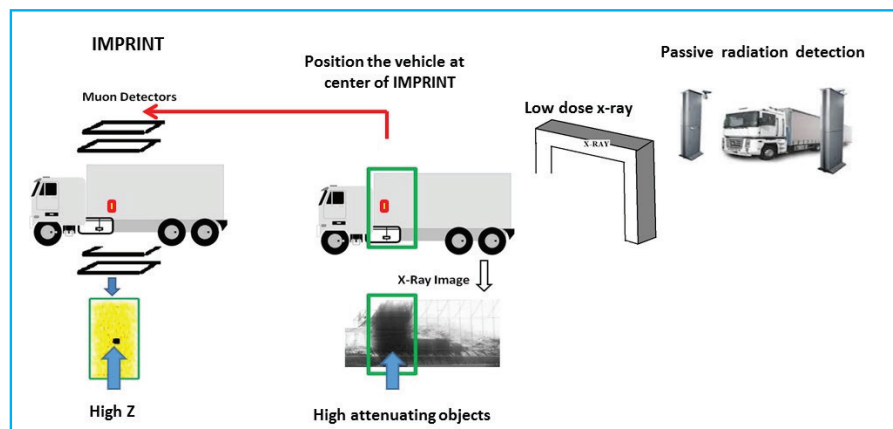 IMPRINT
Muon Detectors
Position the vehicle at
center of IMPRINT
Passive radiation detection
Low dose x-ray
X-RAY
X-Ray Image
High Z
High attenuating objects